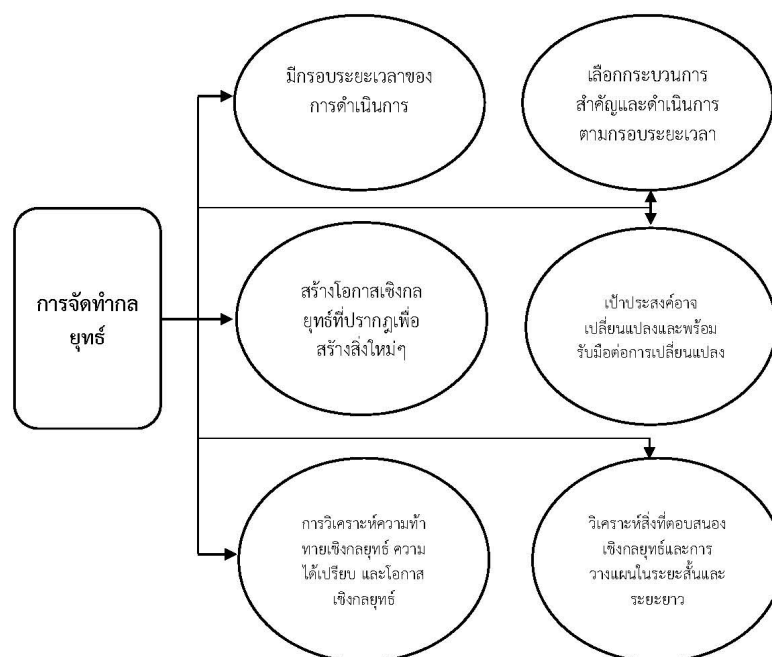 มีกรอบระยะเวลาของ
การดำเนินการ
เลือกกระบวนการ
สำคัญและดำเนินการ
ตามกรอบระยะเวลา
การจัดทำกล
ยุทธ์
สร้างโอกาสเชิงกล
ยุทธ์ที่ปรากฎเพื่อ
สร้างสิ่งใหม่ๆ
เป้าประสงค์อาจ
เปลี่ยนแปลงและพร้อม
รับมือต่อการเปลี่ยนแปลง
การวิเคราะห์ความท้า
ทายเชิงกลยุทธ์ ความ
ได้เปรียบ และโอกาส
เชิงกลยุทธ์
วิเคราะห์สิ่งที่ตอบสนอง
เชิงกลยุทธ์และการ
วางแผนในระยะสั้นและ
ระยะยาว